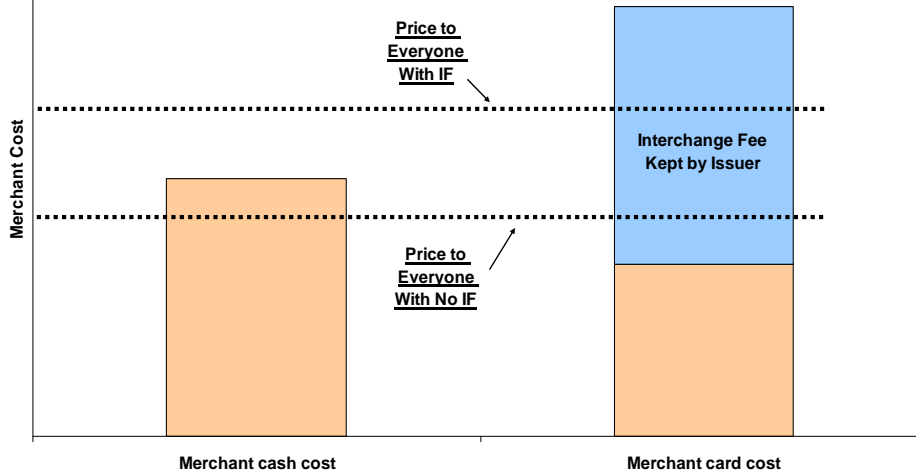 Price to
Everyone
With IF
Merchant Cost
Interchange Fee
Kept by Issuer
Price to
Everyone
With No IF
Merchant cash cost
Merchant card cost